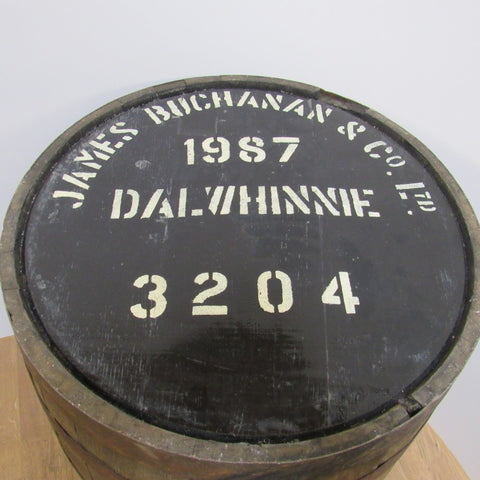 JAMES BUCHANAN & CO. LTD.
1987
DALWHINNIE
3204